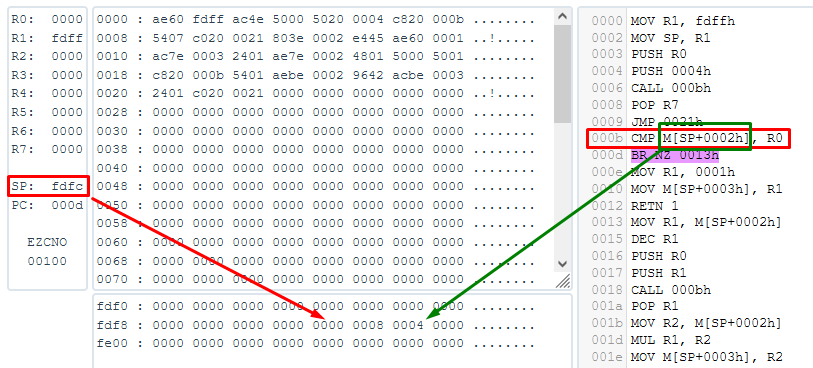 R0: 0000
R1: fdff
R2: 0000
R3: 0000
R4: 0000
R5: 0000
R6: 0000
R7: 0000
SP: fdfc
PC: 000d
EZCNO
00100
0000 : ae60 fdff ac4e 5000 5020 0004 c820 000b ........
0008 : 5407 c020 0021 803e 0002 e445 ae60 0001 ..!.....
0010 : ac7e 0003 2401 ae7e 0002 4801 5000 5001 ........
0018 : c820 000b 5401 aebe 0002 9642 acbe 0003 ........
0020 : 2401 c020 0021 0000 0000 0000 0000 0000 ..!.....
0028 : 0000 0000 0000 0000 0000 0000 0000 0000 ........
0030 : 0000 0000 0000 0000 0000 0000 0000 0000 ........
0038 : 0000 0000 0000 0000 0000 0000 0000 0000 ........
0040 : 0000 0000 0000 0000 0000 0000 0000 0000 ........
0048 : 0000 0000 0000 0000 0000 0000 0000 0000 ........
0050 : 0000 0000 0000 0000 0000 0000 0000 0000 ........
0058 : 0000 0000 0000 0000 0000 0000 0000 0000 ........
0060 : 0000 0000 0000 0000 0000 0000 0000 0000 ........
0068 : 0000 0000 0000 0000 0000 0000 0000 0000 ........
0070 : 0000 0000 0000 0000 0000 0000 0000 0000 ........
fdf0 : 0000 0000 0000 0000 0000 0000 0000 0000 ........
fdf8 : 0000 0000 0000 0000 0000 0008 0004 0000 ........
fe00 : 0000 0000 0000 0000 0000 0000 0000 0000 ........
0000 MOV R1, fdffh
0002 MOV SP, R1
0003 PUSH R0
0004 PUSH 0004h
0006 CALL 000bh
0008 POP R7
0009 JMP 0021h
000b CMP M[SP+0002h], R0
000d BR.NZ 0013h
000e MOV R1, 0001h
0010 MOV M[SP+0003h], R1
0012 RETN 1
0013 MOV R1, M[SP+0002h]
0015 DEC R1
0016 PUSH R0
0017 PUSH R1
0018 CALL 000bh
001a POP R1
001b MOV R2, M[SP+0002h]
001d MUL R1, R2
001e MOV M[SP+0003h], R2